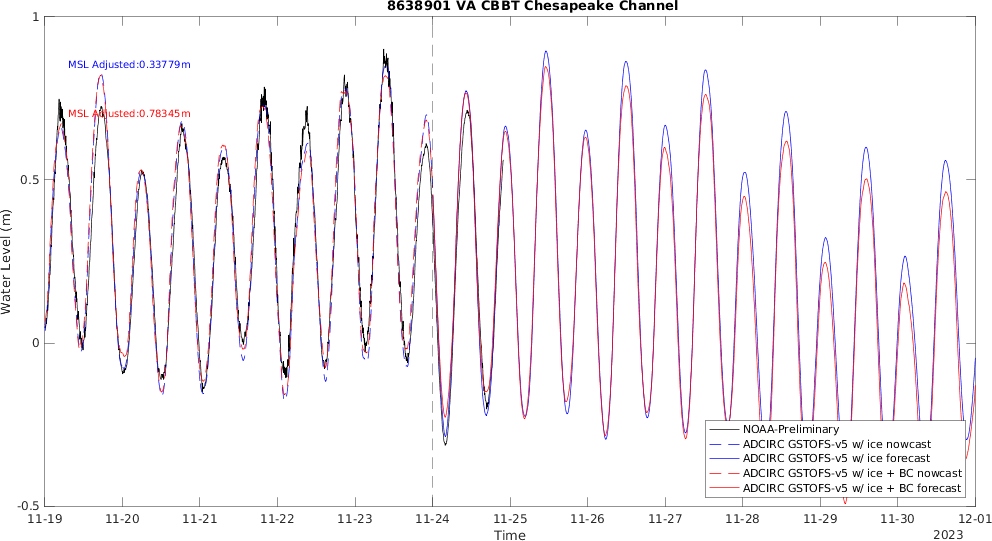 8638901 VA CBBT Chesapeake Channel
1
MSL Adjusted:0.33779m
MSL Adjusted:0.78345m
0.5
Water Level (m)
0
NOAA-Preliminary
ADCIRC GSTOFS-v5 w/ ice nowcast
ADCIRC GSTOFS-v5 w/ ice forecast
ADCIRC GSTOFS-v5 w/ ice + BC nowcast
ADCIRC GSTOFS-v5 w/ ice + BC forecast
-0.5
11-19 11-20 11-21 11-22 11-23 11-24 11-25 11-26 11-27 11-28 11-29 11-30 12-01
Time 2023